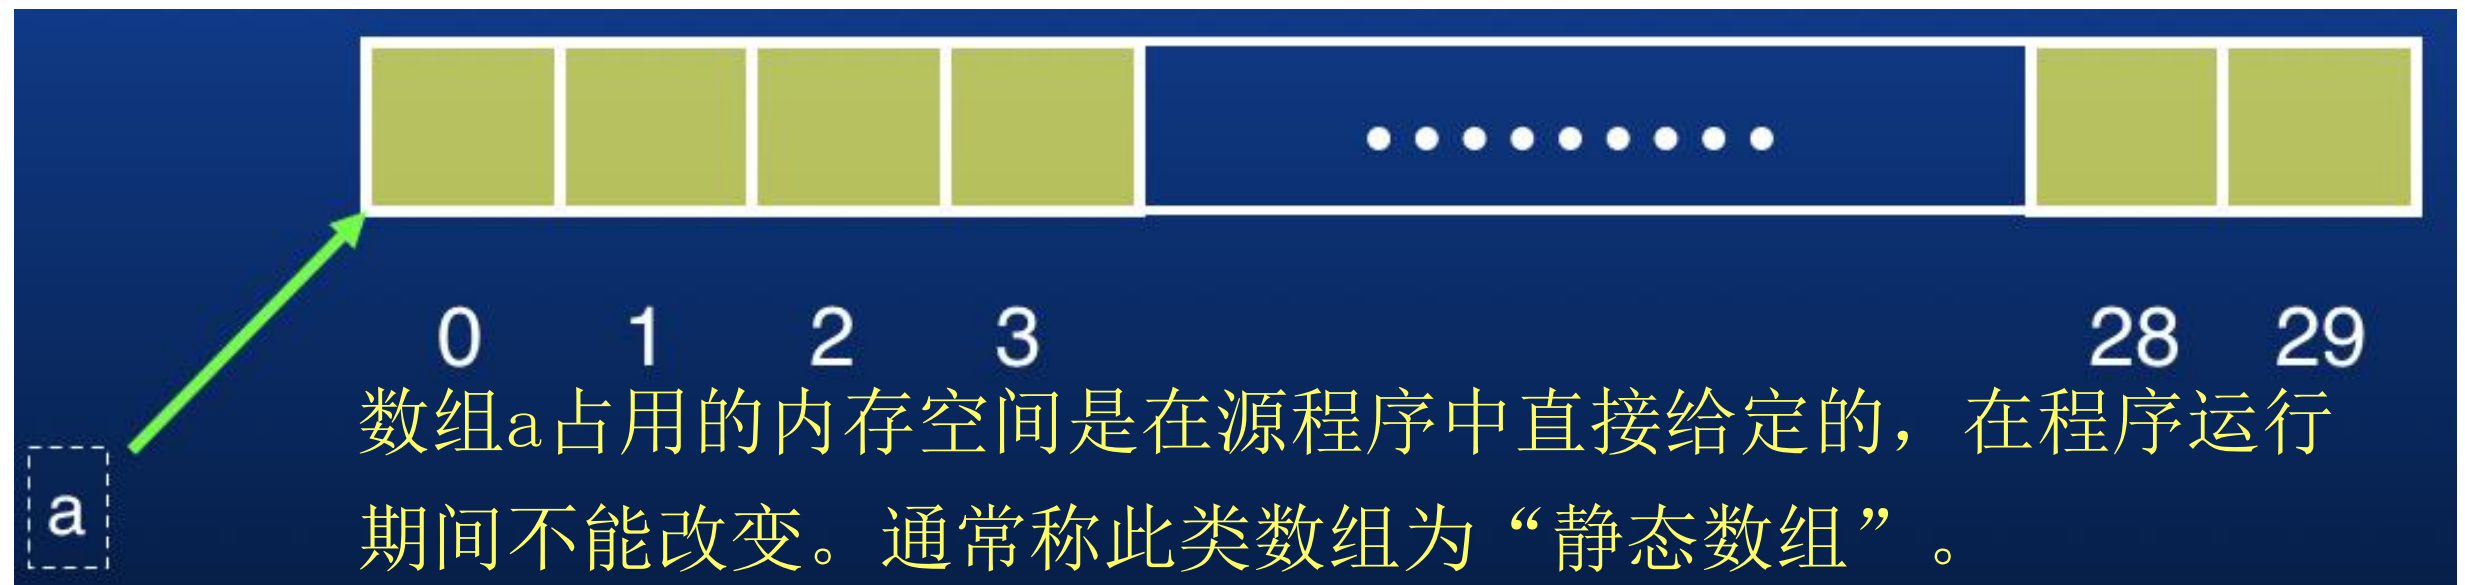 0 1 2 3 28 29
数组a占用的内存空间是在源程序中直接给定的，在程序运行
期间不能改变。通常称此类数组为“静态数组”。
a